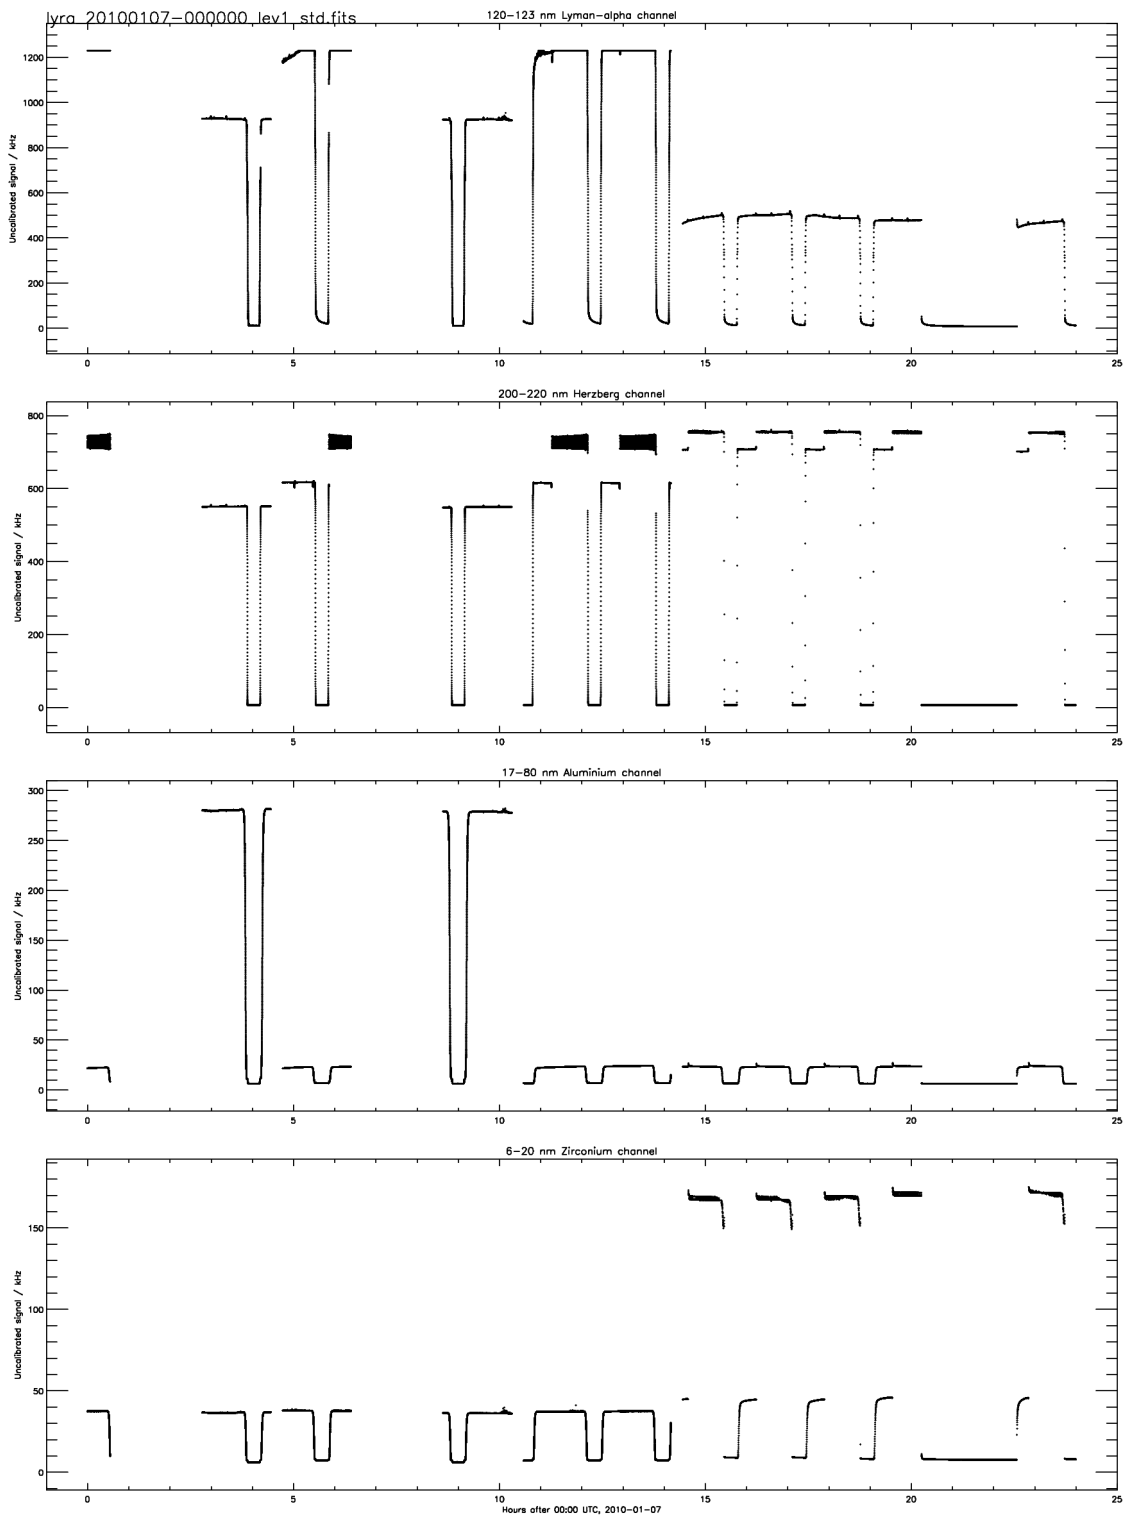 lyra_20100107-000000_lev1_std.fits
120-123 nm Lyman-alpha channel
Uncalibrated signal / kHz
1200
1000
800
600
400
200
0
0 5 10 15 20 25
200-220 nm Herzberg channel
Uncalibrated signal / kHz
800
600
400
200
0
0 5 10 15 20 25
17-80 nm Aluminium channel
Uncalibrated signal / kHz
300
250
200
150
100
50
0
0 5 10 15 20 25
6-20 nm Zirconium channel
Uncalibrated signal / kHz
150
100
50
0
0 5 10 15 20 25
Hours after 00:00 UTC, 2010-01-07